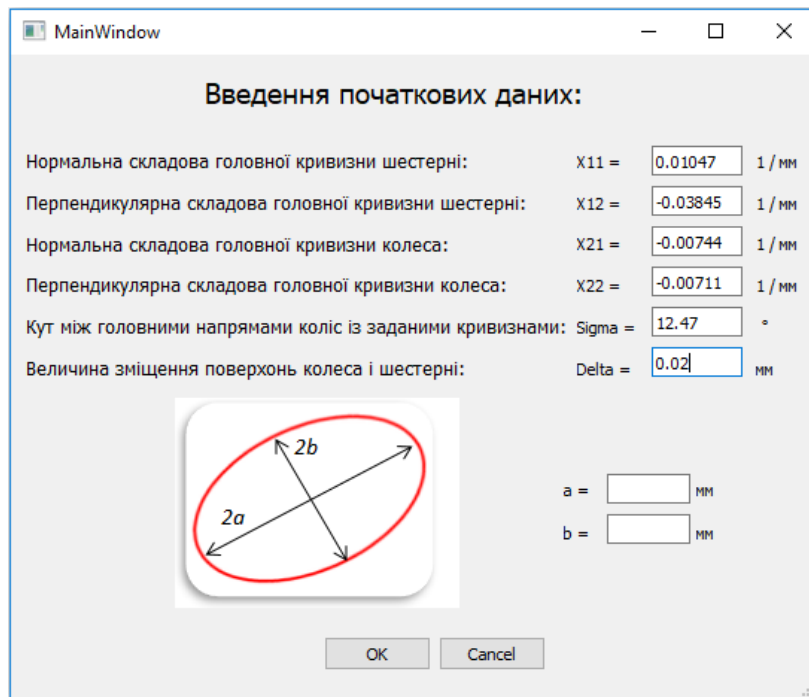 MainWindow
Введення початкових даних:
Нормальна складова головної кривизни шестерні: X11 = 0.01047 1/мм
Перпендикулярна складова головної кривизни шестерні: X12 = -0.03845 1/мм
Нормальна складова головної кривизни колеса: X21 = -0.00744 1/мм
Перпендикулярна складова головної кривизни колеса: X22 = -0.00711 1/мм
Кут між головними напрямами коліс із заданими кривизнами: Sigma = 12.47 °
Величина зміщення поверхонь колеса і шестерні: Delta = 0.02 мм
2b
2a
a = мм
b = мм
OK Cancel